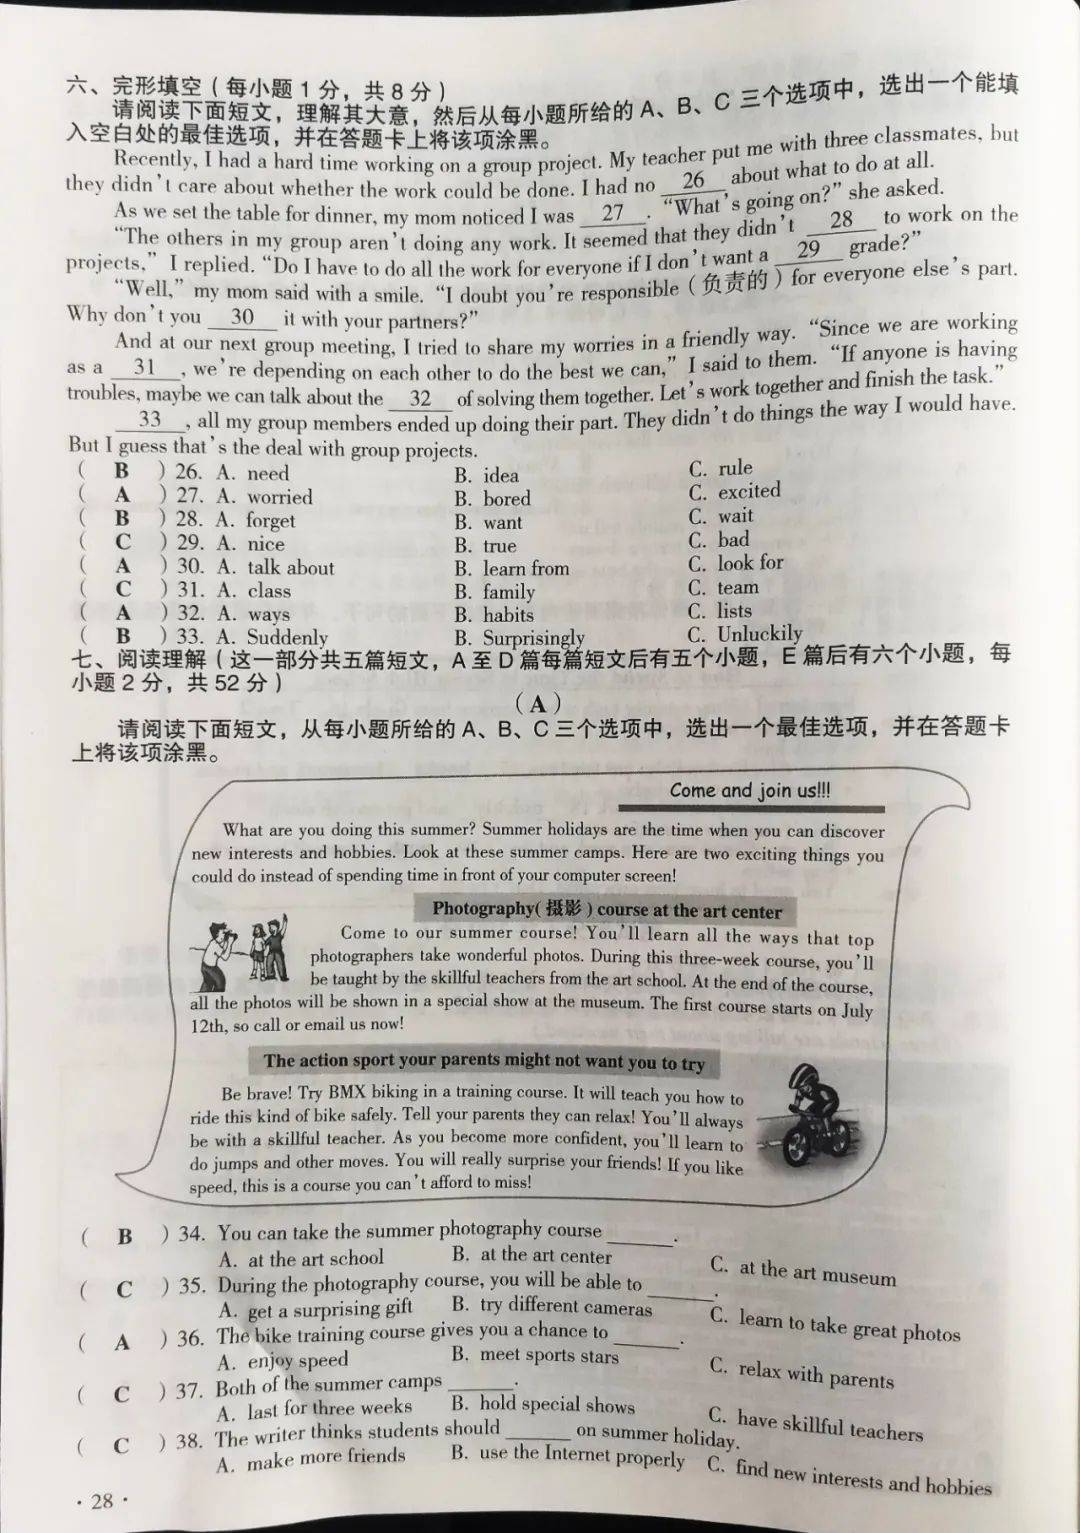 六、完形填空（每小题 1 分，共 8 分）
请阅读下面短文，理解其大意，然后从每小题所给的 A、B、C 三个选项中，选出一个能填
入空白处的最佳选项，并在答题卡上将该项涂黑。
Recently, I had a hard time working on a group project. My teacher put me with three classmates, but
they didn't care about whether the work could be done. I had no 26 about what to do at all.
As we set the table for dinner, my mom noticed I was 27 . "What's going on?" she asked.
"The others in my group aren't doing any work. It seemed that they didn't 28 to work on the
projects," I replied. "Do I have to do all the work for everyone if I don't want a 29 grade?"
"Well," my mom said with a smile. "I doubt you're responsible (负责的) for everyone else's part.
Why don't you 30 it with your partners?"
And at our next group meeting, I tried to share my worries in a friendly way. "Since we are working
as a 31 , we're depending on each other to do the best we can," I said to them. "If anyone is having
troubles, maybe we can talk about the 32 of solving them together. Let's work together and finish the task."
33 , all my group members ended up doing their part. They didn't do things the way I would have.
But I guess that's the deal with group projects.
( B ) 26. A. need B. idea C. rule
( A ) 27. A. worried B. bored C. excited
( B ) 28. A. forget B. want C. wait
( C ) 29. A. nice B. true C. bad
( A ) 30. A. talk about B. learn from C. look for
( C ) 31. A. class B. family C. team
( A ) 32. A. ways B. habits C. lists
( B ) 33. A. Suddenly B. Surprisingly C. Unluckily
七、阅读理解（这一部分共五篇短文，A 至 D 篇每篇短文后有五个小题，E 篇后有六个小题，每
小题 2 分，共 52 分）
（A）
请阅读下面短文，从每小题所给的 A、B、C 三个选项中，选出一个最佳选项，并在答题卡
上将该项涂黑。
Come and join us!!!
What are you doing this summer? Summer holidays are the time when you can discover
new interests and hobbies. Look at these summer camps. Here are two exciting things you
could do instead of spending time in front of your computer screen!
Photography(摄影) course at the art center
Come to our summer course! You'll learn all the ways that top
photographers take wonderful photos. During this three-week course, you'll
be taught by the skillful teachers from the art school. At the end of the course,
all the photos will be shown in a special show at the museum. The first course starts on July
12th, so call or email us now!
The action sport your parents might not want you to try
Be brave! Try BMX biking in a training course. It will teach you how to
ride this kind of bike safely. Tell your parents they can relax! You'll always
be with a skillful teacher. As you become more confident, you'll learn to
do jumps and other moves. You will really surprise your friends! If you like
speed, this is a course you can't afford to miss!
( B ) 34. You can take the summer photography course ______.
A. at the art school B. at the art center C. at the art museum
( C ) 35. During the photography course, you will be able to ______.
A. get a surprising gift B. try different cameras C. learn to take great photos
( A ) 36. The bike training course gives you a chance to ______.
A. enjoy speed B. meet sports stars C. relax with parents
( C ) 37. Both of the summer camps ______.
A. last for three weeks B. hold special shows C. have skillful teachers
( C ) 38. The writer thinks students should ______ on summer holiday.
A. make more friends B. use the Internet properly C. find new interests and hobbies
· 28 ·